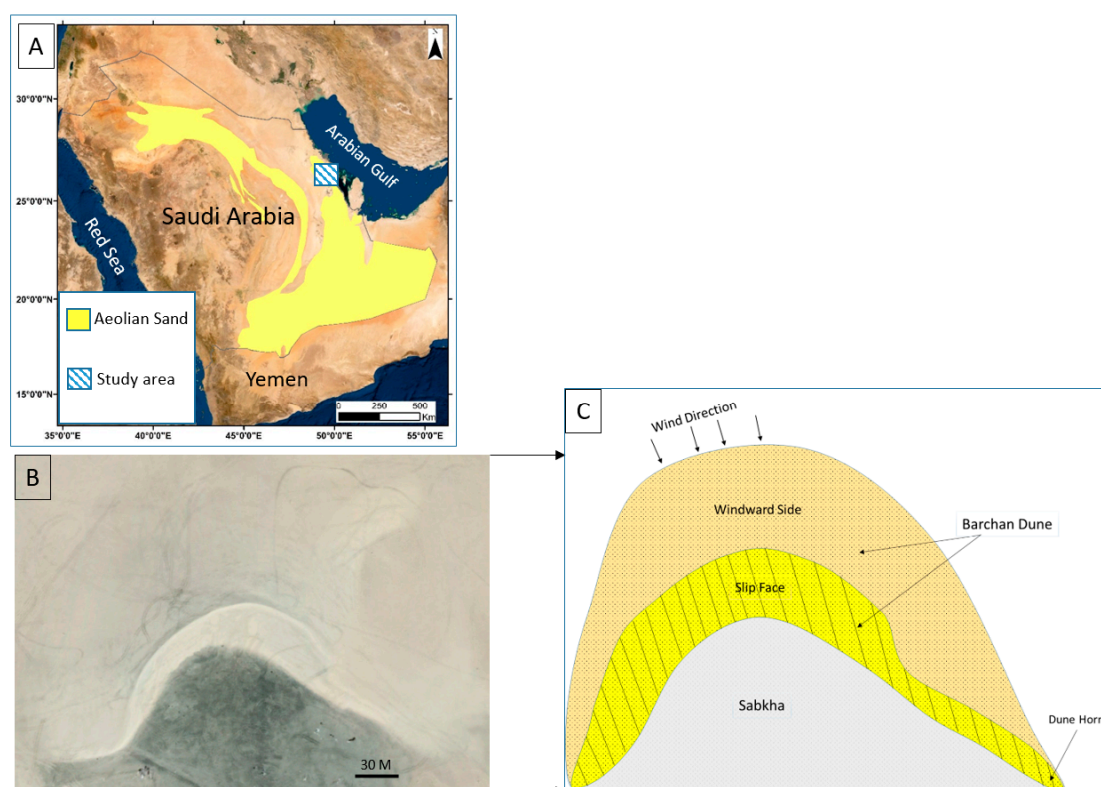 A
30°0'0"N
25°0'0"N
20°0'0"N
15°0'0"N
Arabian Gulf
Saudi Arabia
Red Sea
Aeolian Sand
Study area
Yemen
0 250 500
Km
35°0'0"E 40°0'0"E 45°0'0"E 50°0'0"E 55°0'0"E
B
30 M
C
Wind Direction
Windward Side
Barchan Dune
Slip Face
Sabkha
Dune Horn